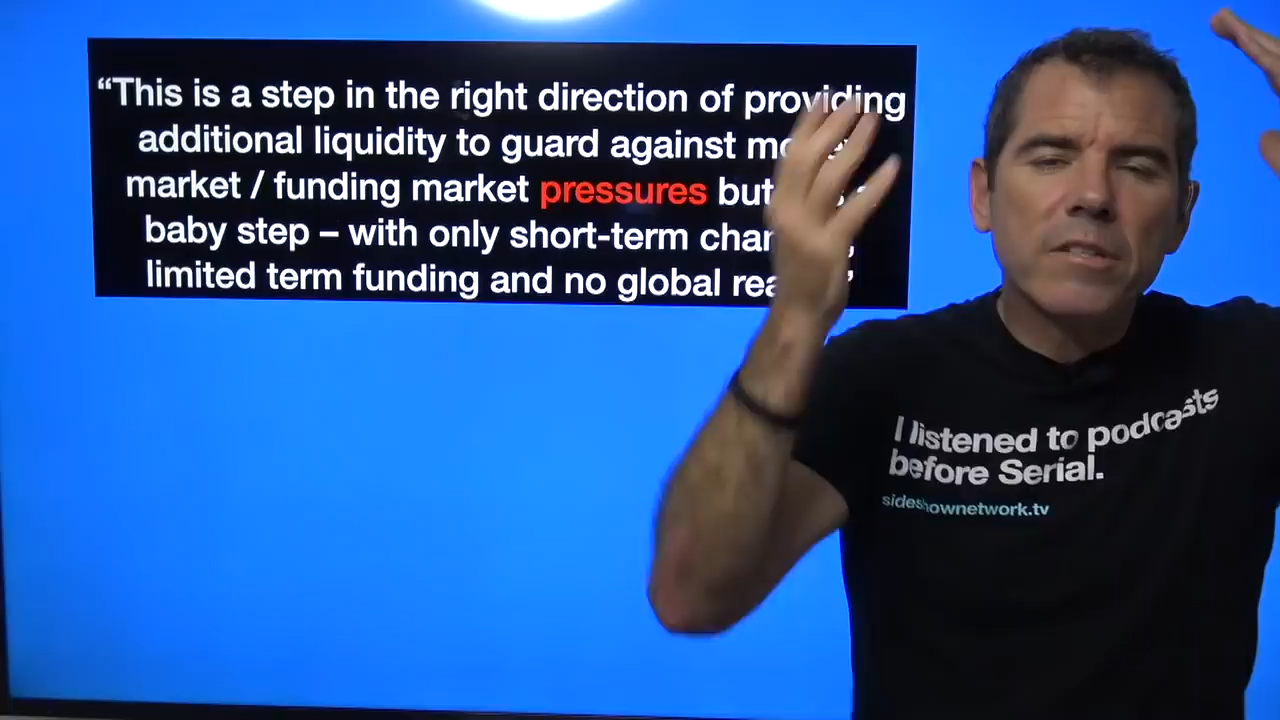 “This is a step in the right direction of providing
additional liquidity to guard against
market / funding market pressures but
baby step – with only short-term
limited term funding and no global
I listened to podcasts
before Serial.
sideshownetwork.tv